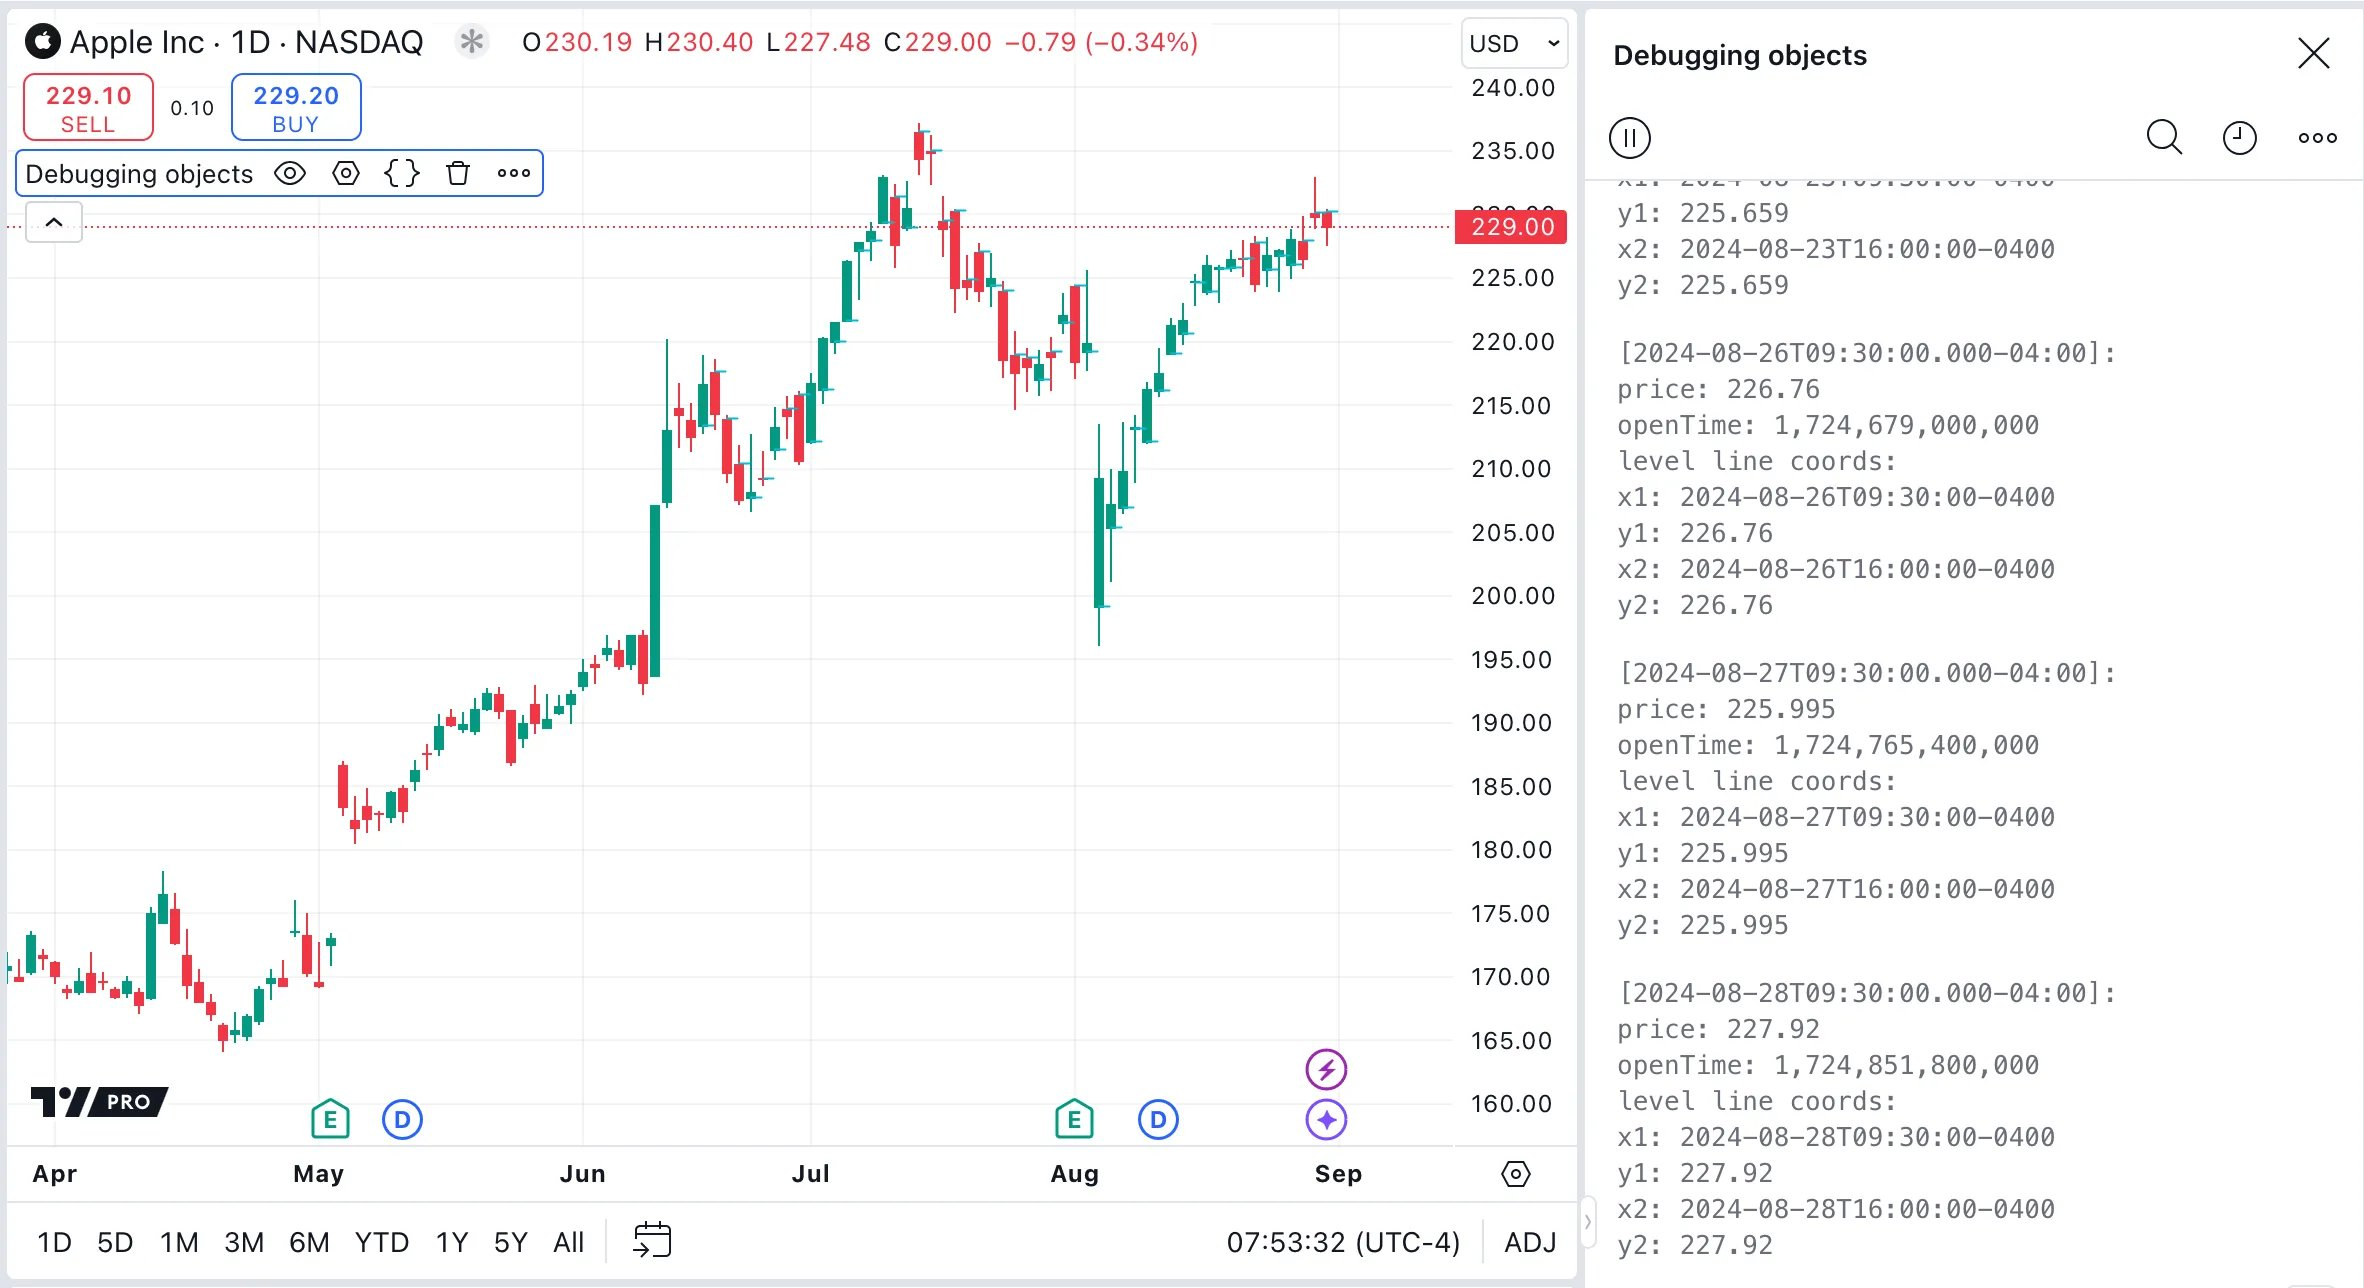 Apple Inc · 1D · NASDAQ O230.19 H230.40 L227.48 C229.00 −0.79 (−0.34%)
USD
229.10
SELL
0.10
229.20
BUY
Debugging objects
240.00
235.00
229.00
225.00
220.00
215.00
210.00
205.00
200.00
195.00
190.00
185.00
180.00
175.00
170.00
165.00
160.00
PRO
E
D
E
D
Apr May Jun Jul Aug Sep
1D 5D 1M 3M 6M YTD 1Y 5Y All
07:53:32 (UTC-4) ADJ
Debugging objects
x1: 2024-08-23T09:30:00-0400
y1: 225.659
x2: 2024-08-23T16:00:00-0400
y2: 225.659
[2024-08-26T09:30:00.000-04:00]:
price: 226.76
openTime: 1,724,679,000,000
level line coords:
x1: 2024-08-26T09:30:00-0400
y1: 226.76
x2: 2024-08-26T16:00:00-0400
y2: 226.76
[2024-08-27T09:30:00.000-04:00]:
price: 225.995
openTime: 1,724,765,400,000
level line coords:
x1: 2024-08-27T09:30:00-0400
y1: 225.995
x2: 2024-08-27T16:00:00-0400
y2: 225.995
[2024-08-28T09:30:00.000-04:00]:
price: 227.92
openTime: 1,724,851,800,000
level line coords:
x1: 2024-08-28T09:30:00-0400
y1: 227.92
x2: 2024-08-28T16:00:00-0400
y2: 227.92